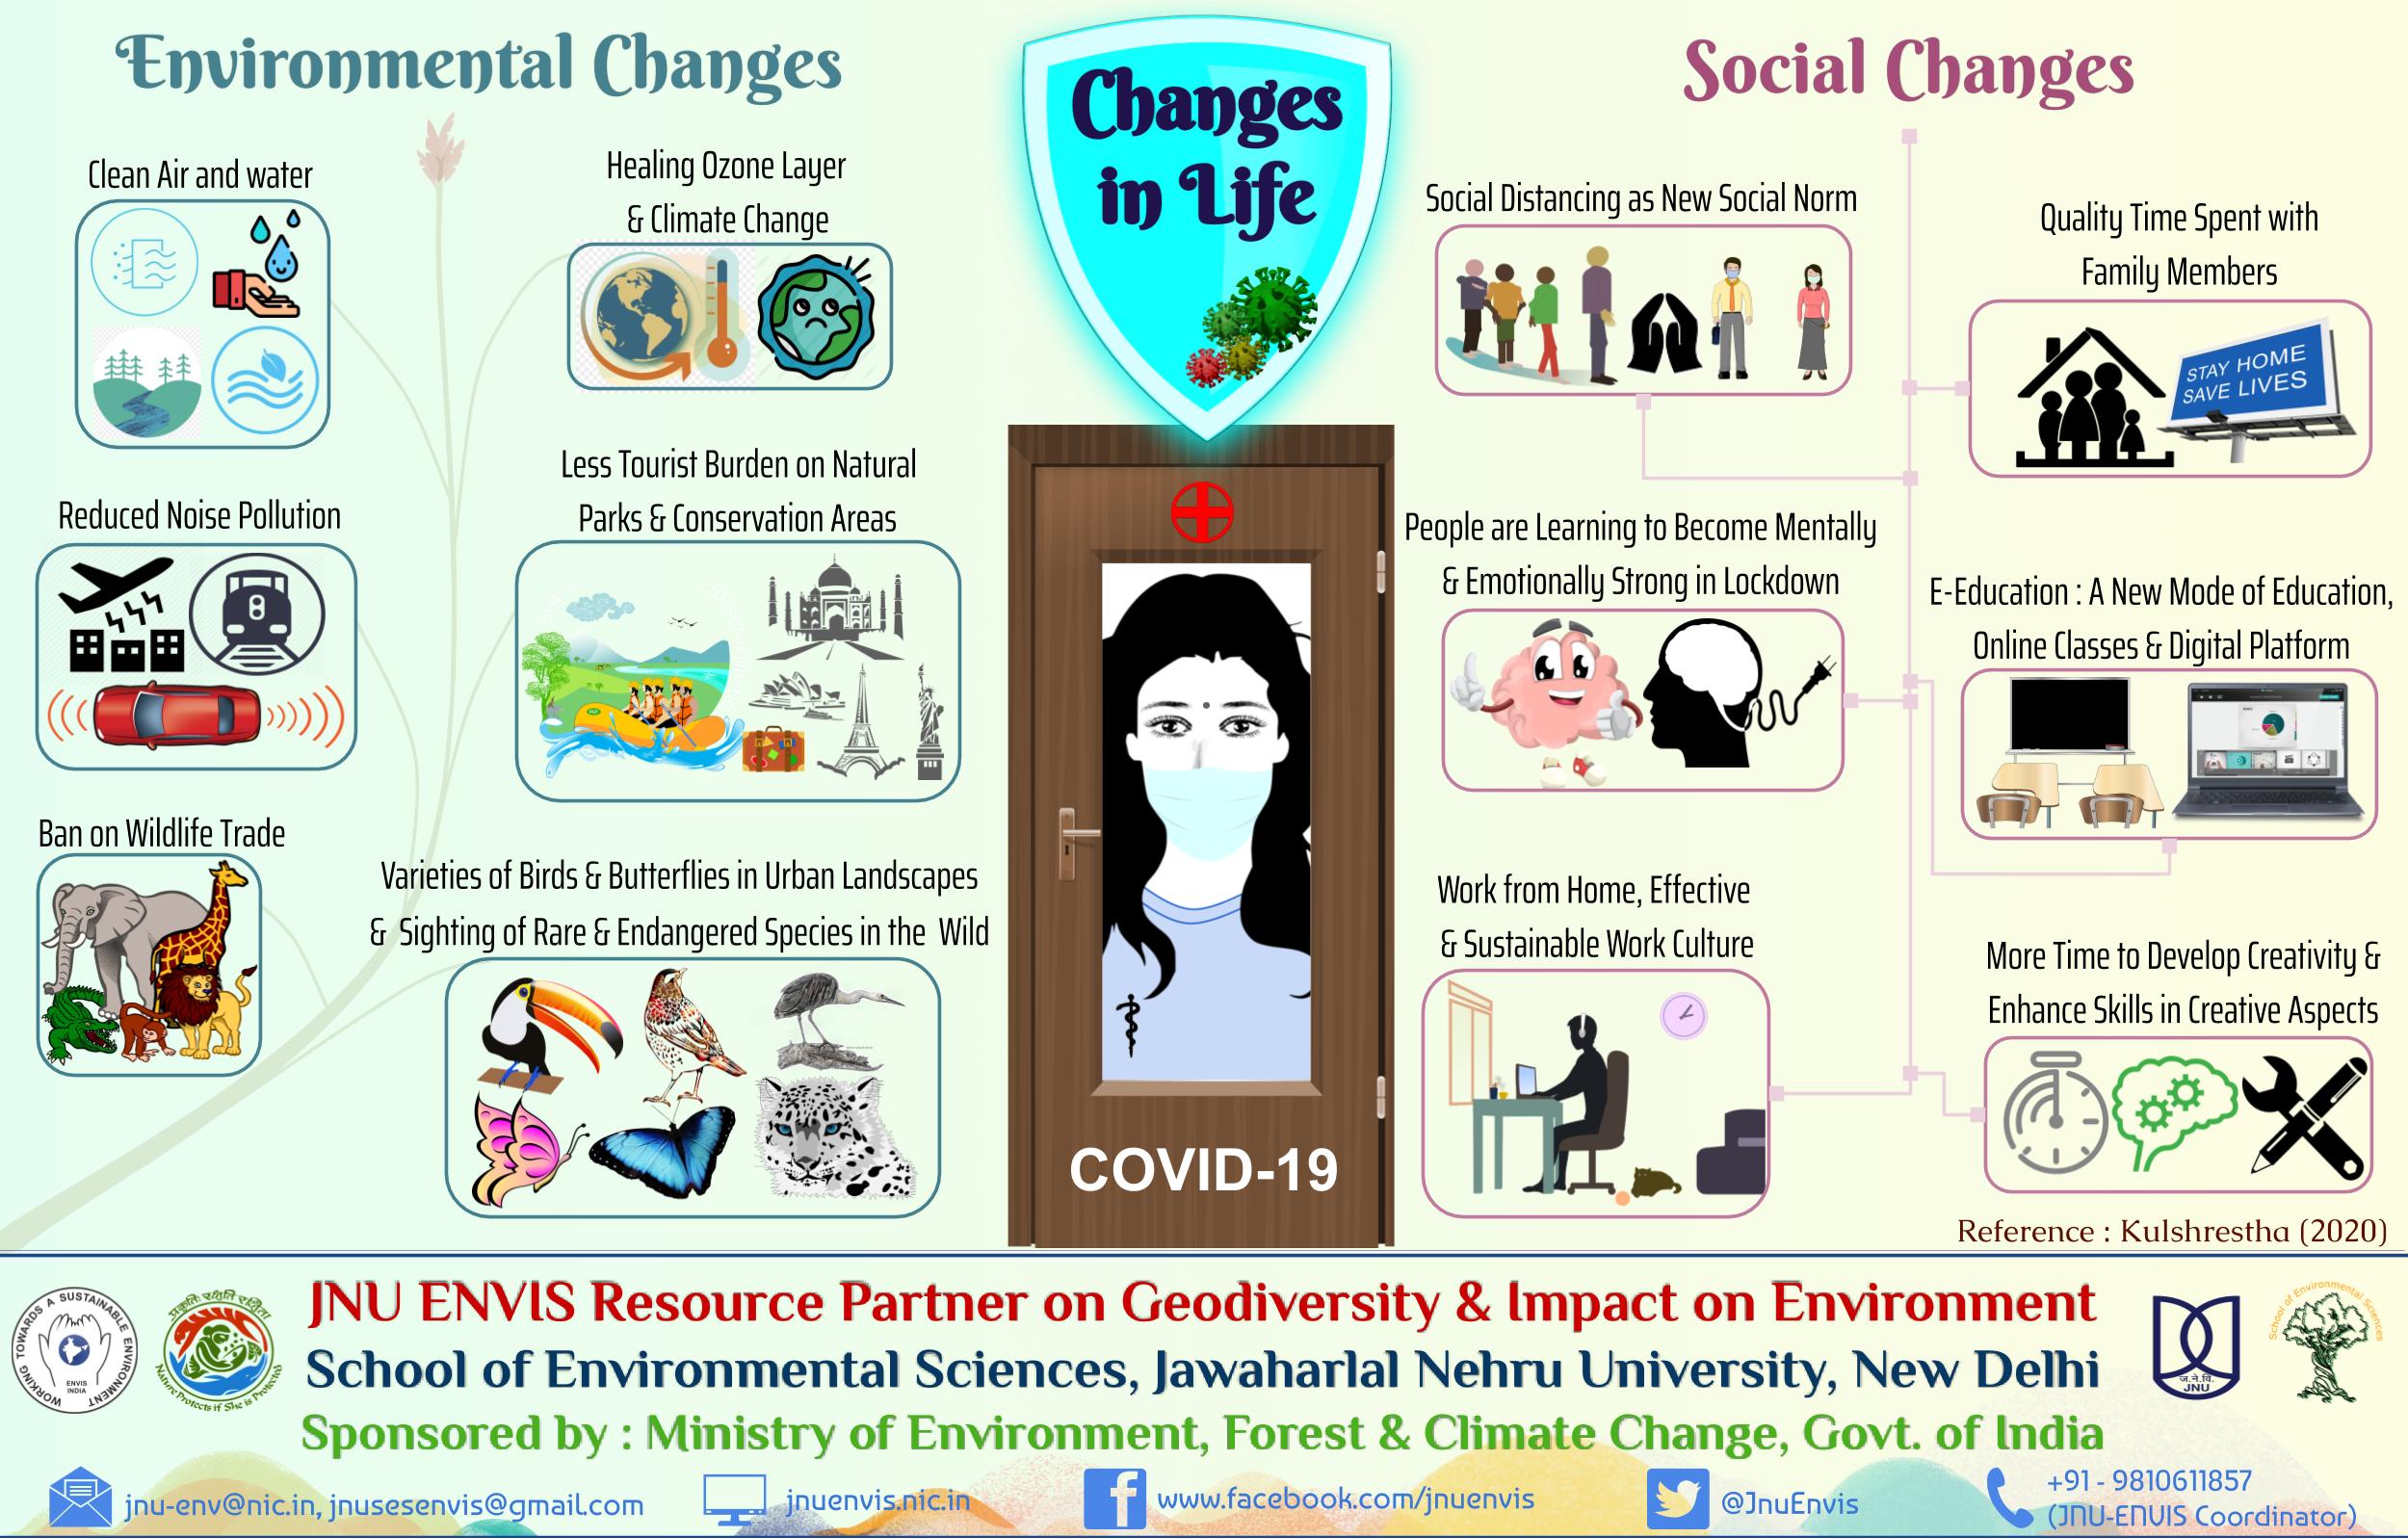 Environmental Changes
Changes
in Life
Social Changes
Clean Air and water
Healing Ozone Layer
& Climate Change
Reduced Noise Pollution
Less Tourist Burden on Natural
Parks & Conservation Areas
Ban on Wildlife Trade
Varieties of Birds & Butterflies in Urban Landscapes
& Sighting of Rare & Endangered Species in the Wild
COVID-19
Social Distancing as New Social Norm
Quality Time Spent with
Family Members
STAY HOME
SAVE LIVES
People are Learning to Become Mentally
& Emotionally Strong in Lockdown
E-Education : A New Mode of Education,
Online Classes & Digital Platform
Work from Home, Effective
& Sustainable Work Culture
More Time to Develop Creativity &
Enhance Skills in Creative Aspects
Reference : Kulshrestha (2020)
WORKING TOWARDS A SUSTAINABLE ENVIRONMENT
ENVIS
INDIA
प्रकृतिः रक्षति रक्षिता
Nature Protects if She is Protected
JNU ENVIS Resource Partner on Geodiversity & Impact on Environment
School of Environmental Sciences, Jawaharlal Nehru University, New Delhi
Sponsored by : Ministry of Environment, Forest & Climate Change, Govt. of India
ज.ने.वि.
JNU
School of Environmental Sciences
jnu-env@nic.in, jnusesenvis@gmail.com
jnuenvis.nic.in
www.facebook.com/jnuenvis
@JnuEnvis
+91 - 9810611857
(JNU-ENVIS Coordinator)